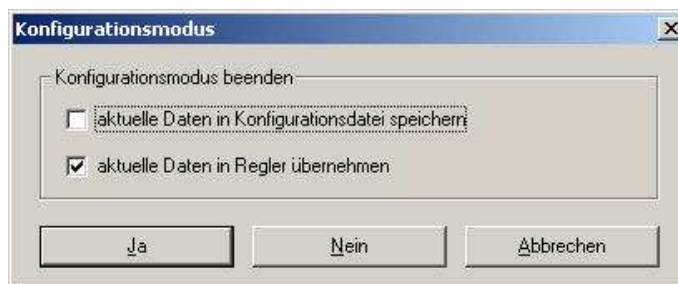 Konfigurationsmodus
Konfigurationsmodus beenden
aktuelle Daten in Konfigurationsdatei speichern
aktuelle Daten in Regler übernehmen
Ja Nein Abbrechen